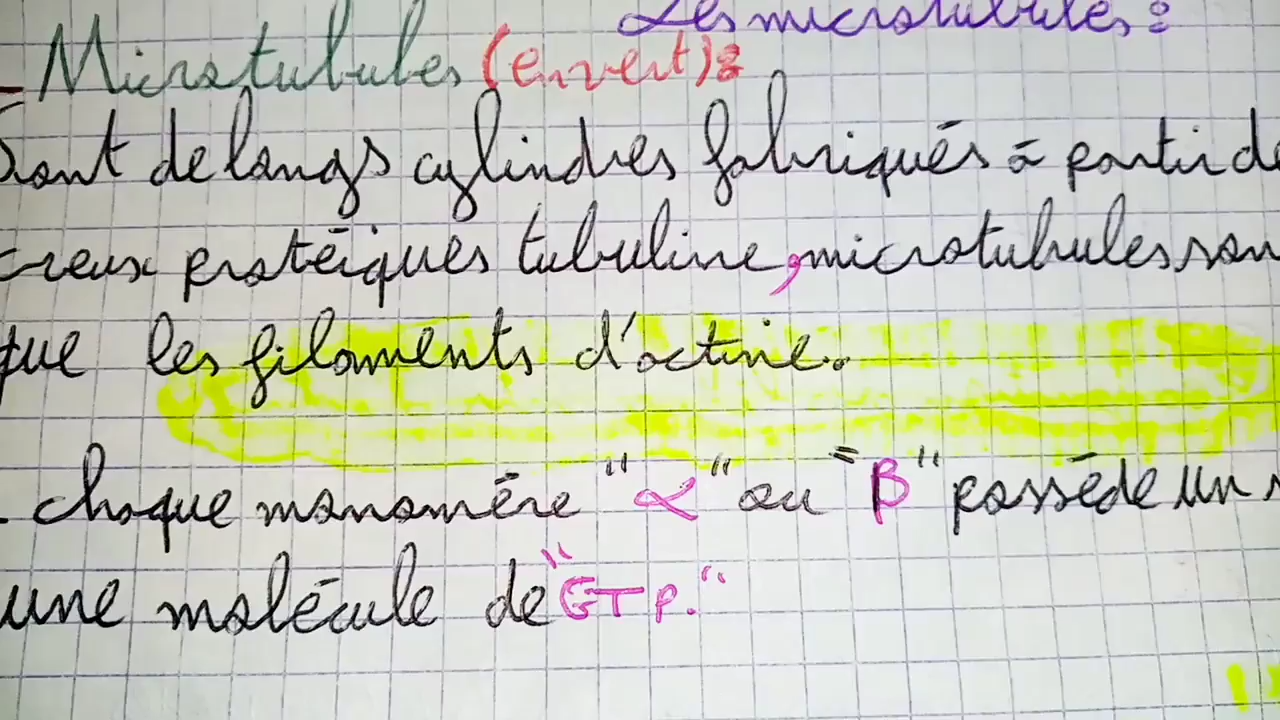 Les microtubules:
Microtubules (en vert):
Sont de longs cylindres fabriqués à partir de
creux protéiques tubuline, microtubules son
que les filaments d'actine.
chaque monomère "α" ou "β" possède un
une molécule de "GTP."